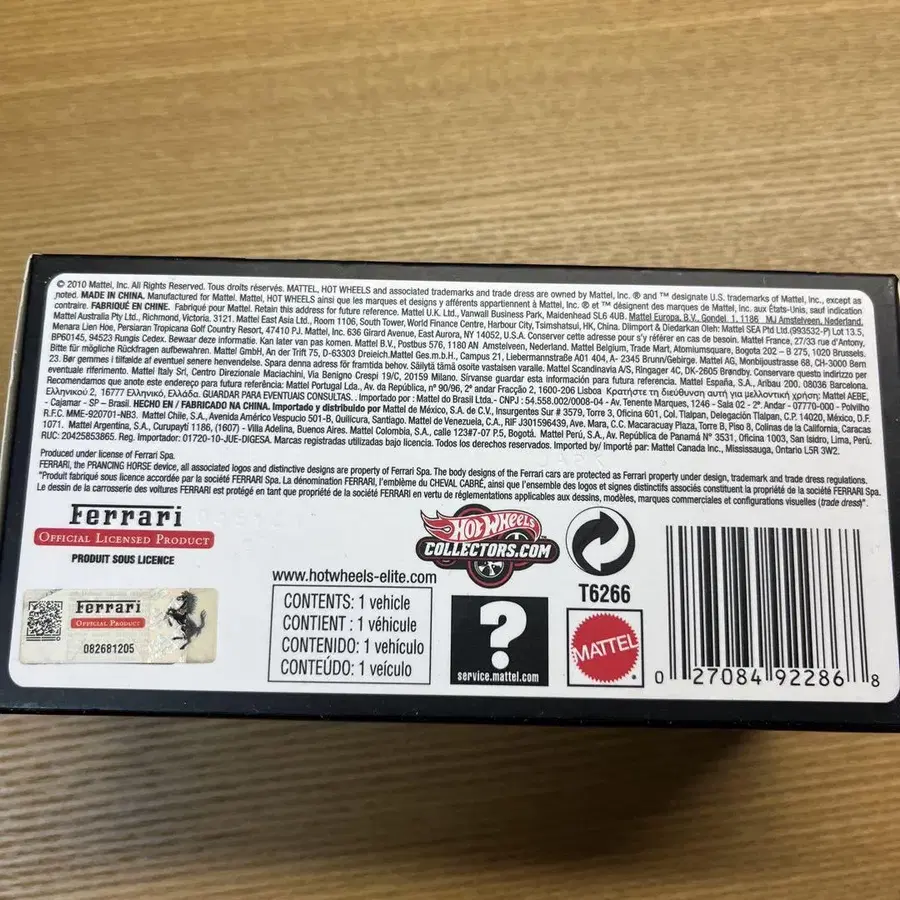 © 2010 Mattel, Inc. All Rights Reserved. Tous droits réservés. MATTEL, HOT WHEELS and associated trademarks and trade dress are owned by Mattel, Inc. ® and ™ designate U.S. trademarks of Mattel, Inc., except as
noted. MADE IN CHINA. Manufactured for Mattel. Mattel, HOT WHEELS ainsi que les marques et designs y afférents appartiennent à Mattel, Inc. ® et ™ désignent des marques de Mattel, Inc. aux États-Unis, sauf indication
contraire. FABRIQUÉ EN CHINE. Fabriqué pour Mattel. Retain this address for future reference. Mattel U.K. Ltd., Vanwall Business Park, Maidenhead SL6 4UB. Mattel Europa, B.V., Gondel 1, 1186 MJ Amstelveen, Nederland.
Mattel Australia Pty Ltd., Richmond, Victoria. 3121. Mattel East Asia Ltd., Room 1106, South Tower, World Finance Centre, Harbour City, Tsimshatsui, HK, China. Diimport & Diedarkan Oleh: Mattel SEA Ptd Ltd.(993532-P) Lot 13.5,
Menara Lien Hoe, Persiaran Tropicana Golf Country Resort, 47410 PJ. Mattel, Inc. 636 Girard Avenue, East Aurora, NY 14052, U.S.A. Conserver cette adresse pour s'y référer en cas de besoin. Mattel France, 27/33 rue d'Antony,
BP60145, 94523 Rungis Cedex. Bewaar deze informatie. Kan later van pas komen. Mattel B.V., Postbus 576, 1180 AN Amstelveen, Nederland. Mattel Belgium, Trade Mart, Atomiumsquare, Bogota 202 – B 275, 1020 Brussels.
Bitte für mögliche Rückfragen aufbewahren. Mattel GmbH, An der Trift 75, D-63303 Dreieich. Mattel Ges.m.b.H., Campus 21, Liebermannstraße A01 404, A- 2345 Brunn/Gebirge. Mattel AG, Monbijoustrasse 68, CH-3000 Bern
23. Bør gemmes i tilfælde af eventuel senere henvendelse. Spara denna adress för framtida behov. Säilytä tämä osoite vastaisen varalle. Mattel Scandinavia A/S, Ringager 4C, DK-2605 Brøndby. Conservare questo indirizzo per
eventuale riferimento. Mattel Italy Srl, Centro Direzionale Maciachini, Via Benigno Crespi 19/C, 20159 Milano. Sírvanse guardar esta información para futura referencia. Mattel España, S.A., Aribau 200. 08036 Barcelona.
Recomendamos que anote este endereço para futura referência: Mattel Portugal Lda., Av. da República, nº 90/96, 2º andar Fracção 2, 1600-206 Lisboa. Κρατήστε τη διεύθυνση αυτή για μελλοντική χρήση: Mattel AEBE,
Ελληνικού 2, 16777 Ελληνικό, Ελλάδα. GUARDAR PARA EVENTUAIS CONSULTAS. . Importado por : Mattel do Brasil Ltda.- CNPJ : 54.558.002/0008-04 - Av. Tenente Marques, 1246 - Sala 02 - 2º. Andar - 07770-000 - Polvilho
- Cajamar - SP – Brasil. HECHO EN / FABRICADO NA CHINA. Importado y distribuido por Mattel de México, S.A. de C.V., Insurgentes Sur # 3579, Torre 3, Oficina 601, Col. Tlalpan, Delegación Tlalpan, C.P. 14020, México, D.F.
R.F.C. MME-920701-NB3. Mattel Chile, S.A., Avenida Américo Vespucio 501-B, Quilicura, Santiago. Mattel de Venezuela, C.A., RIF J301596439, Ave. Mara, C.C. Macaracuay Plaza, Torre B, Piso 8, Colinas de la California, Caracas
1071. Mattel Argentina, S.A., Curupaytí 1186, (1607) - Villa Adelina, Buenos Aires. Mattel Colombia, S.A., calle 123#7-07 P.5, Bogotá. Mattel Perú, S.A., Av. República de Panamá N° 3531, Oficina 1003, San Isidro, Lima, Perú.
RUC: 20425853865. Reg. Importador: 01720-10-JUE-DIGESA. Marcas registradas utilizadas bajo licencia. Todos los derechos reservados. Imported by/ Importé par: Mattel Canada Inc., Mississauga, Ontario L5R 3W2.
Produced under license of Ferrari Spa.
FERRARI, the PRANCING HORSE device, all associated logos and distinctive designs are property of Ferrari Spa. The body designs of the Ferrari cars are protected as Ferrari property under design, trademark and trade dress regulations.
"Produit fabriqué sous licence accordée par la société FERRARI Spa. La dénomination FERRARI, l'emblème du CHEVAL CABRÉ, ainsi que l'ensemble des logos et signes distinctifs associés constituent la propriété de la société FERRARI Spa.
Le dessin de la carrosserie des voitures FERRARI est protégé en tant que propriété de la société FERRARI en vertu de réglementations applicables aux dessins, modèles, marques commerciales et configurations visuelles (trade dress)".
Ferrari
OFFICIAL LICENSED PRODUCT
PRODUIT SOUS LICENCE
Ferrari
OFFICIAL PRODUCT
082681205
HOT WHEELS
COLLECTORS.COM
www.hotwheels-elite.com
CONTENTS: 1 vehicle
CONTIENT : 1 véhicule
CONTENIDO: 1 vehículo
CONTEÚDO: 1 veículo
?
service.mattel.com
T6266
MATTEL
0 27084 92286 8